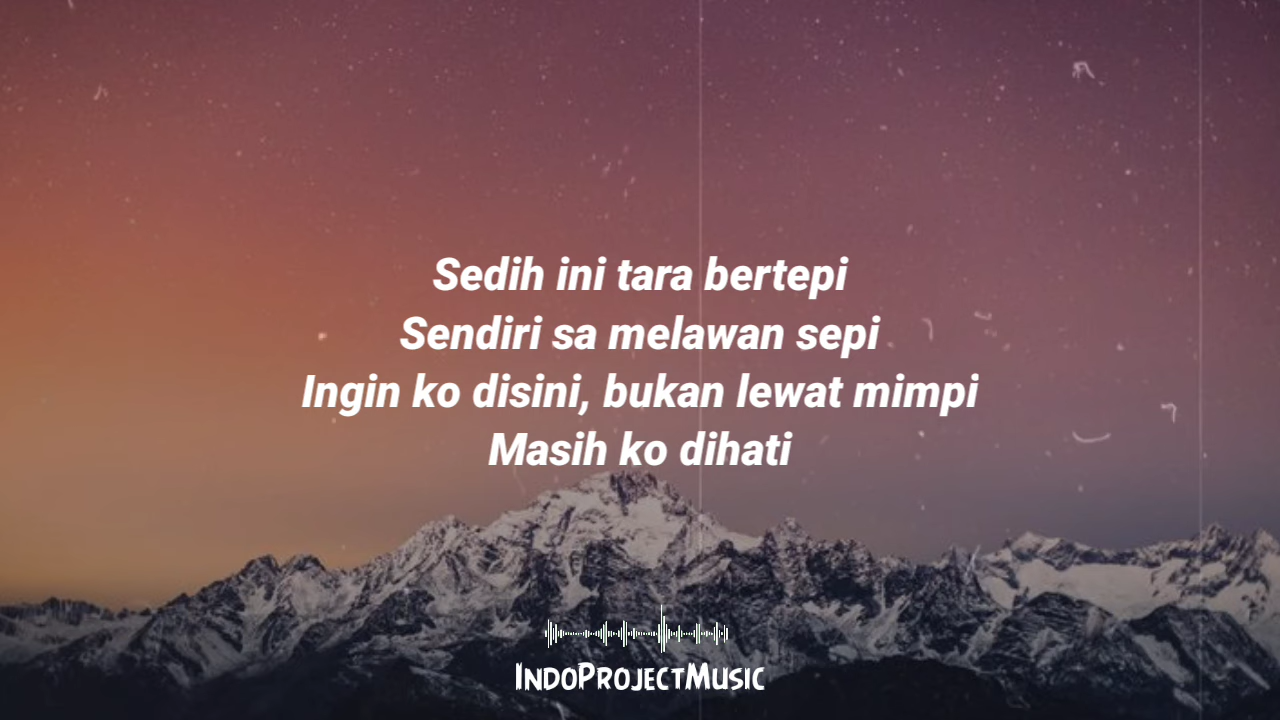 Sedih ini tara bertepi
Sendiri sa melawan sepi
Ingin ko disini, bukan lewat mimpi
Masih ko dihati
IndoProjectMusic